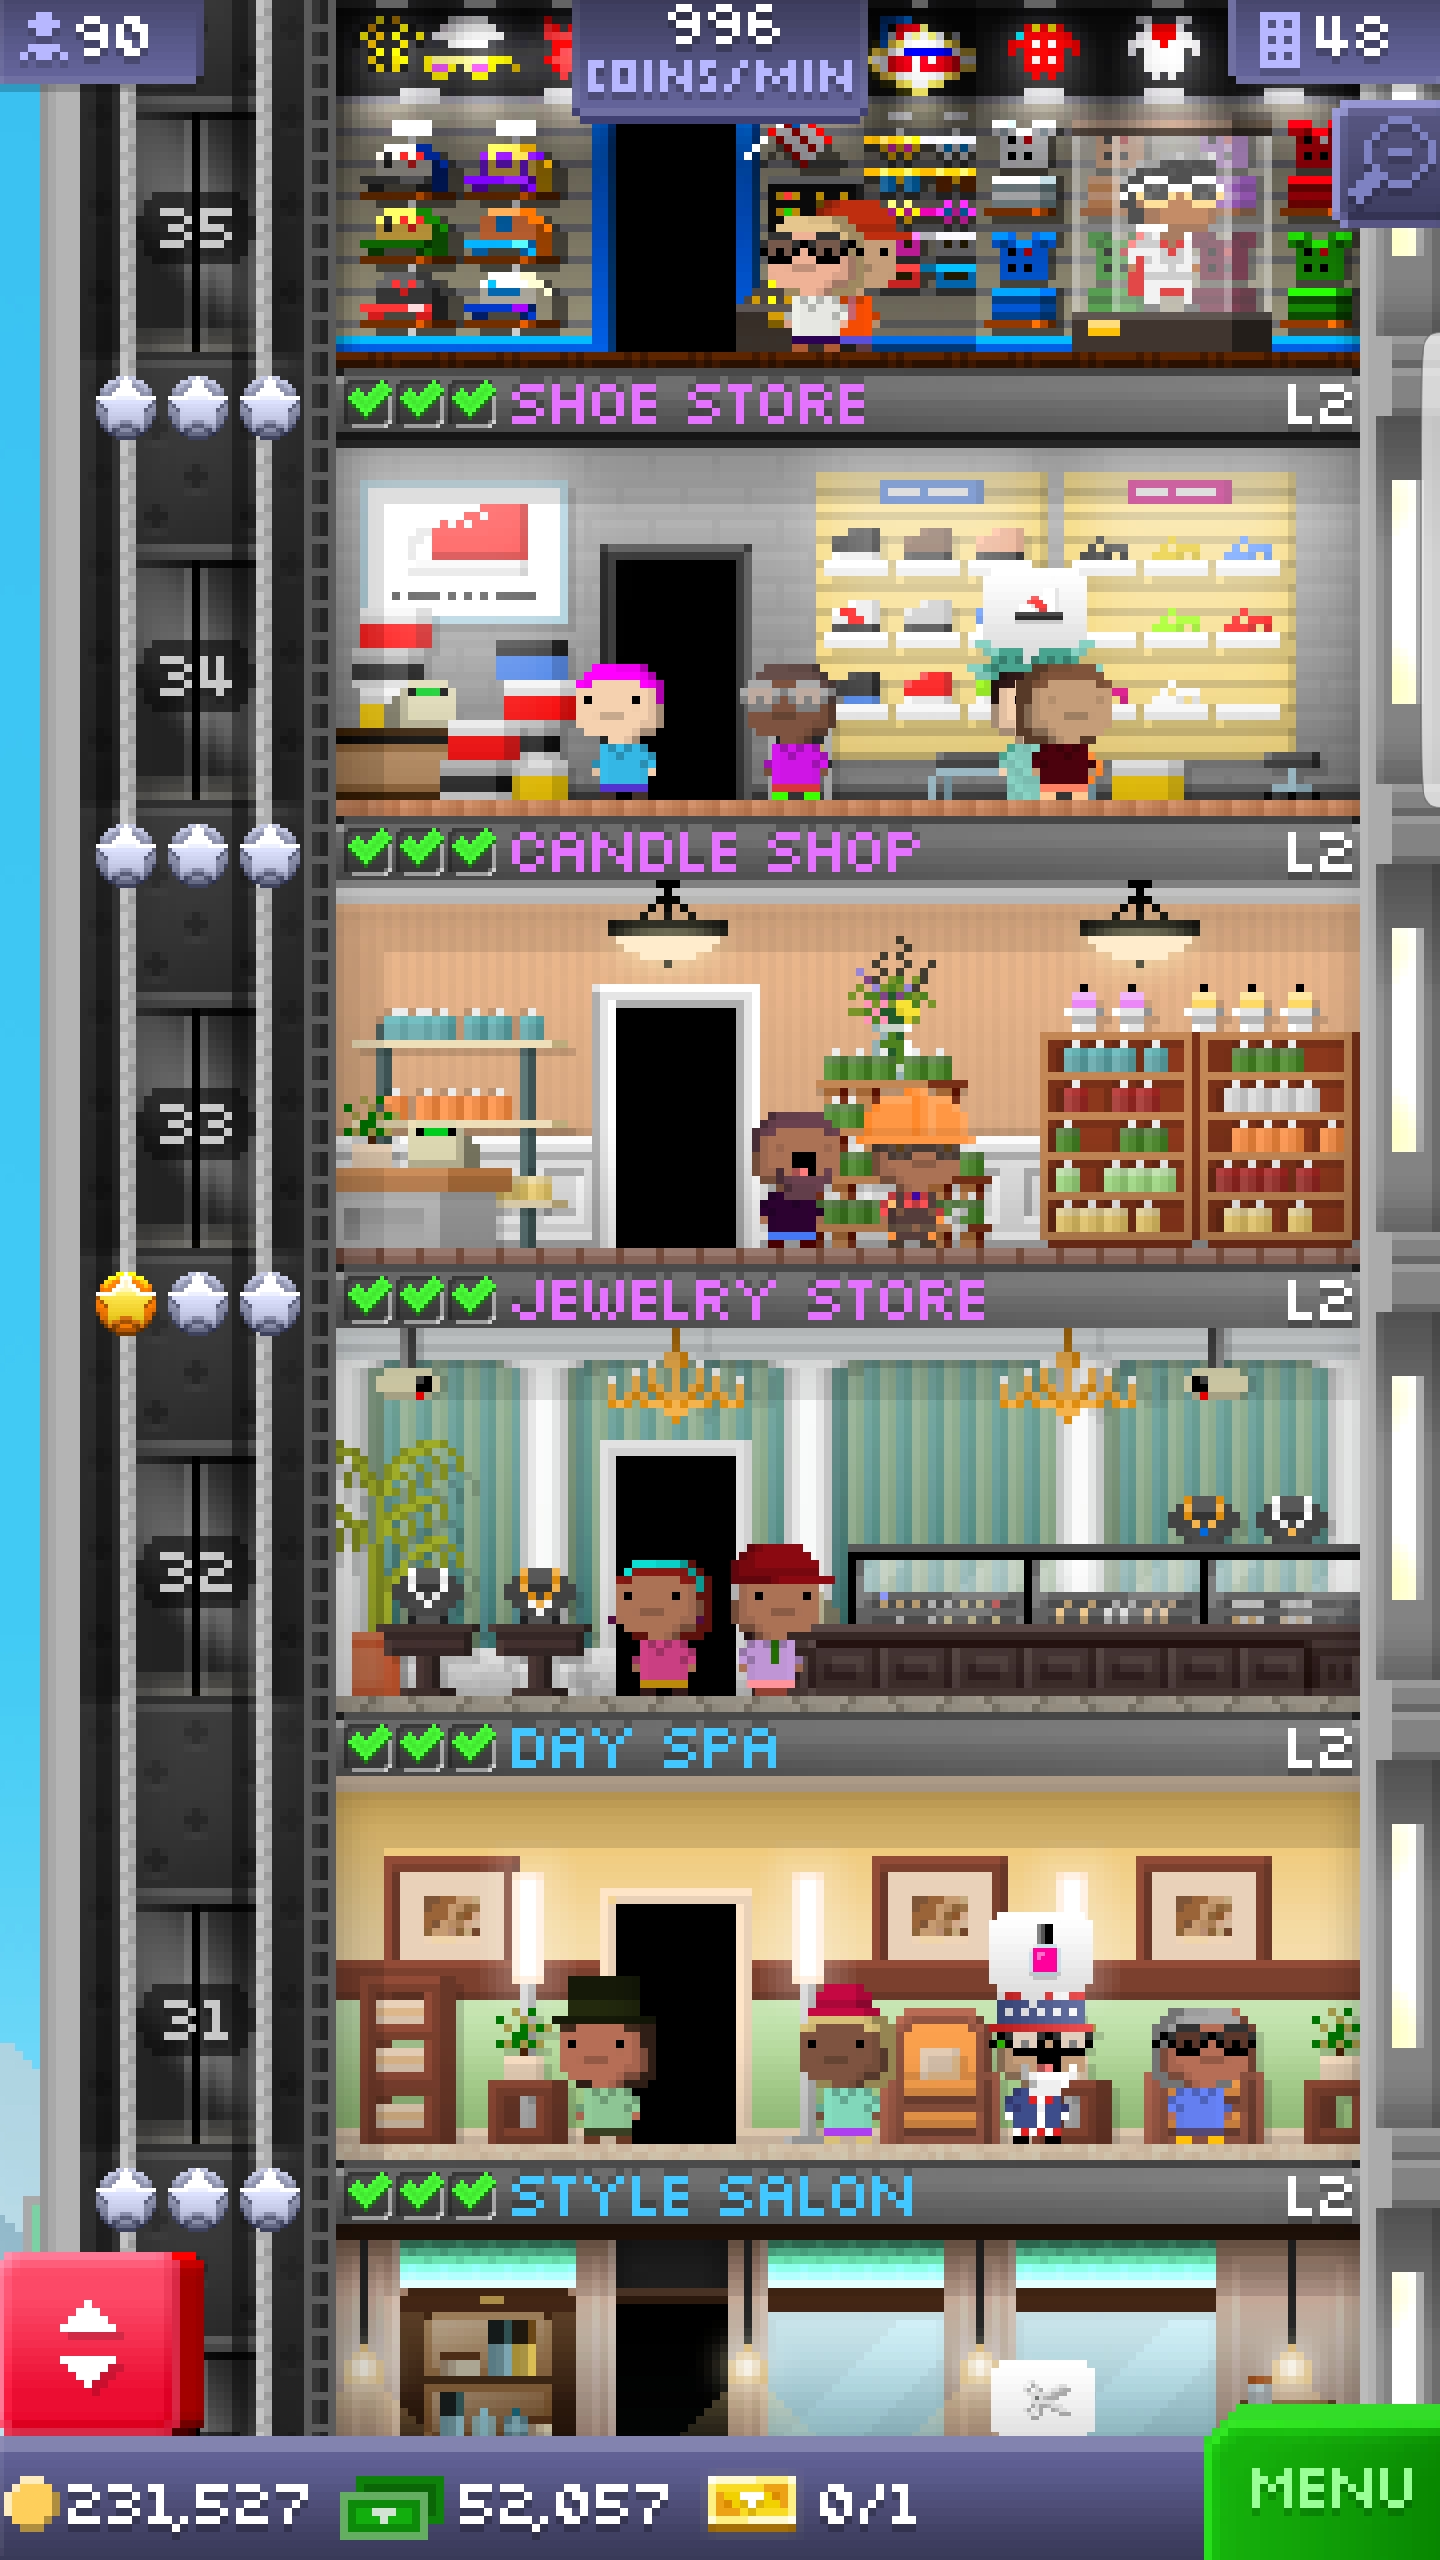 90
996
COINS/MIN
48
35
SHOE STORE L2
34
CANDLE SHOP L2
33
JEWELRY STORE L2
32
DAY SPA L2
31
STYLE SALON L2
231,527 52,057 0/1
MENU